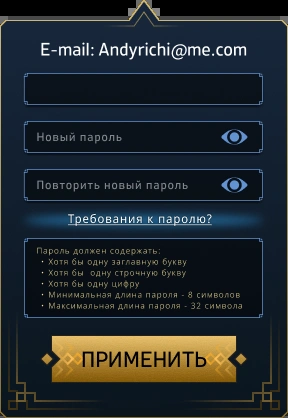 E-mail: Andyrichi@me.com
Новый пароль
Повторить новый пароль
Требования к паролю?
Пароль должен содержать:
• Хотя бы одну заглавную букву
• Хотя бы одну строчную букву
• Хотя бы одну цифру
• Минимальная длина пароля - 8 символов
• Максимальная длина пароля - 32 символа
ПРИМЕНИТЬ